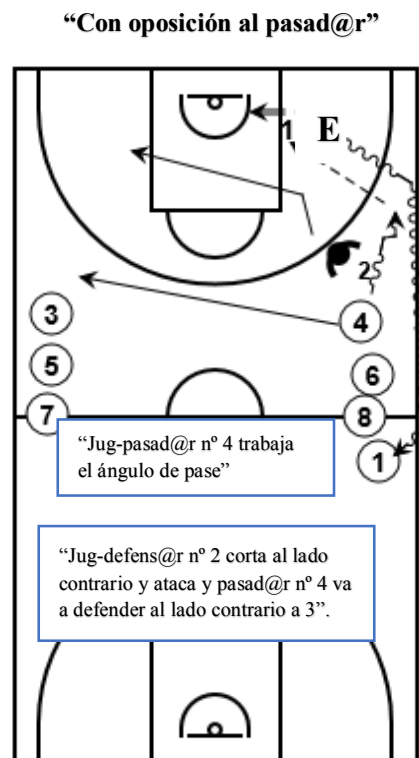 “Con oposición al pasad@r”
1
E
2
3
4
5
6
7
8
1
“Jug-pasad@r nº 4 trabaja
el ángulo de pase”
“Jug-defens@r nº 2 corta al lado
contrario y ataca y pasad@r nº 4 va
a defender al lado contrario a 3”.